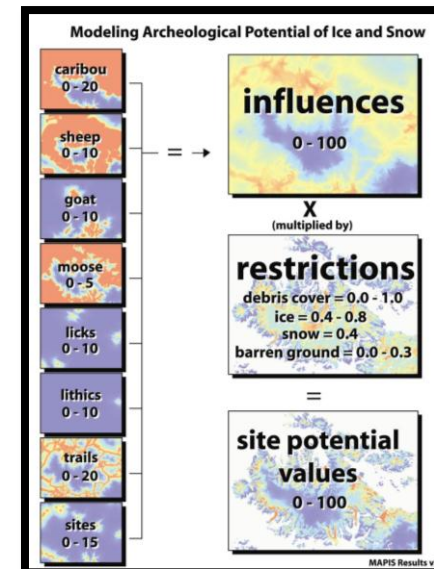 Modeling Archeological Potential of Ice and Snow
caribou
0 - 20
sheep
0 - 10
goat
0 - 10
moose
0 - 5
licks
0 - 10
lithics
0 - 10
trails
0 - 20
sites
0 - 15
=
influences
0 - 100
X
(multiplied by)
restrictions
debris cover = 0.0 - 1.0
ice = 0.4 - 0.8
snow = 0.4
barren ground = 0.0 - 0.3
=
site potential
values
0 - 100
MAPIS Results v